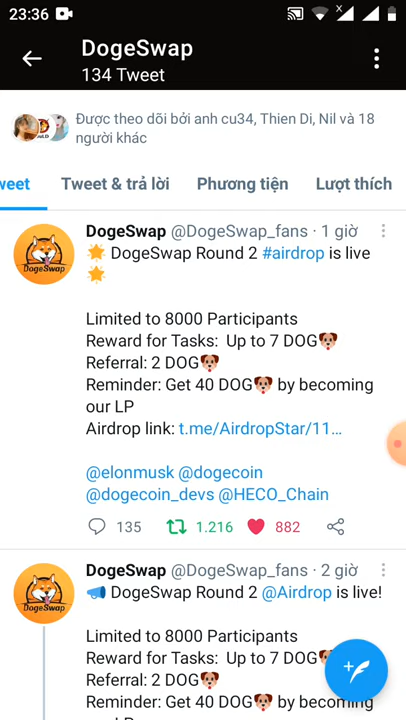 23:36
DogeSwap
134 Tweet
Được theo dõi bởi anh cu34, Thien Di, Nil và 18
người khác
weet Tweet & trả lời Phương tiện Lượt thích
DogeSwap @DogeSwap_fans · 1 giờ
🌟 DogeSwap Round 2 #airdrop is live
🌟
Limited to 8000 Participants
Reward for Tasks: Up to 7 DOG🐶
Referral: 2 DOG🐶
Reminder: Get 40 DOG🐶 by becoming
our LP
Airdrop link: t.me/AirdropStar/11…
@elonmusk @dogecoin
@dogecoin_devs @HECO_Chain
135 1.216 882
DogeSwap
DogeSwap @DogeSwap_fans · 2 giờ
📣 DogeSwap Round 2 @Airdrop is live!
Limited to 8000 Participants
Reward for Tasks: Up to 7 DOG
Referral: 2 DOG🐶
Reminder: Get 40 DOG🐶 by becoming
DogeSwap